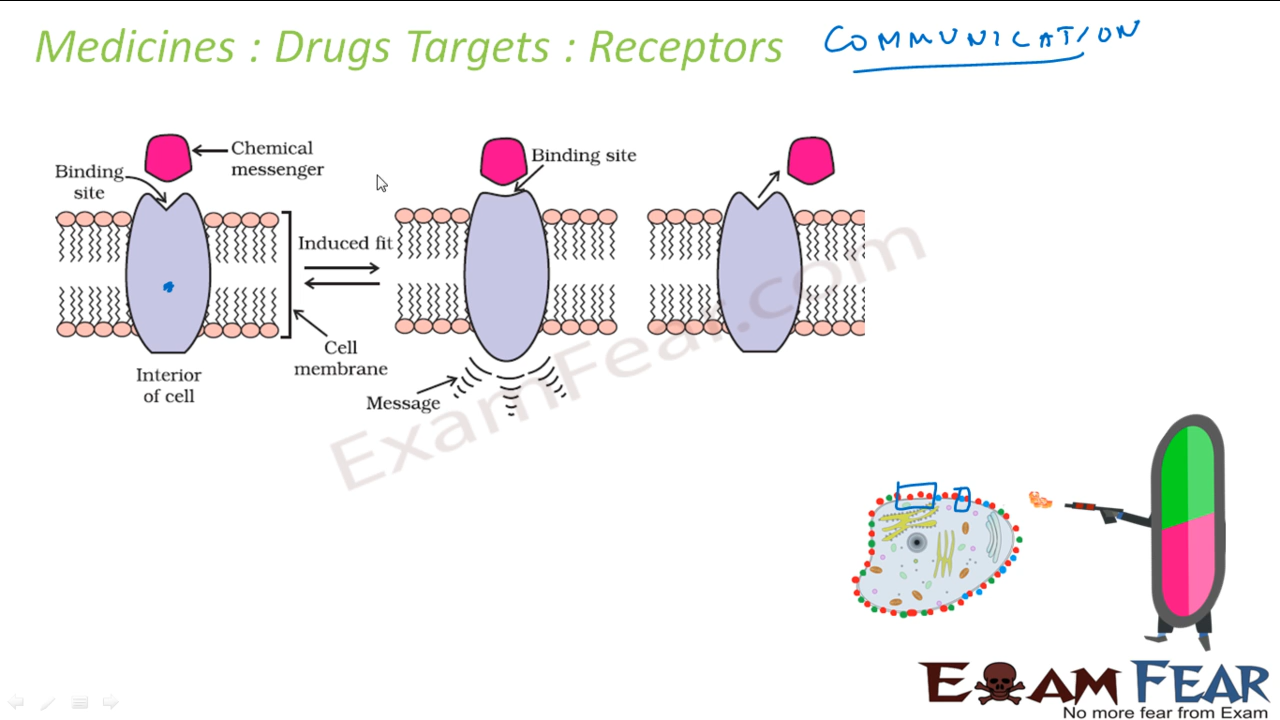 Medicines : Drugs Targets : Receptors
COMMUNICATION
Chemical
messenger
Binding
site
Binding site
Induced fit
Cell
membrane
Interior
of cell
Message
ExamFear.com
EXAM FEAR
No more fear from Exam